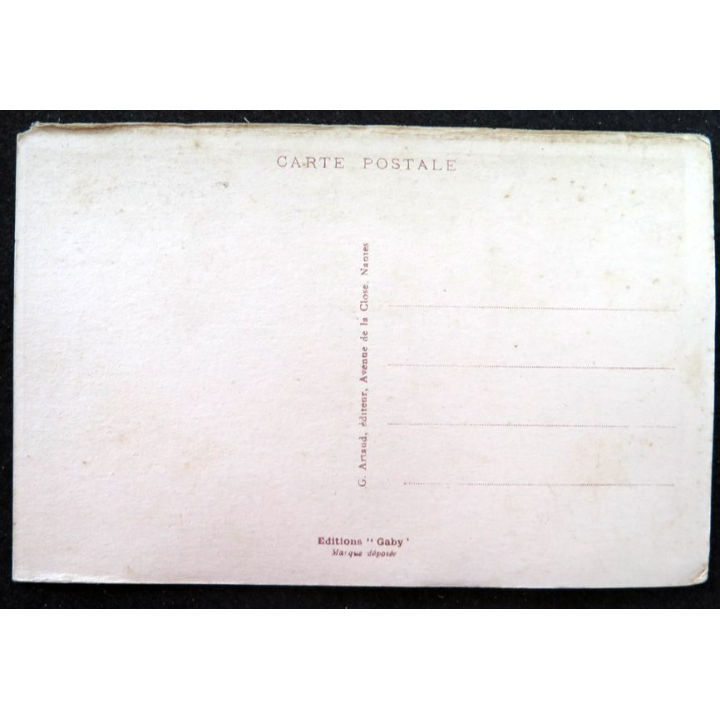 CARTE POSTALE
G. Artaud, éditeur, Avenue de la Close, Nantes
Editions "Gaby"
Marque déposée